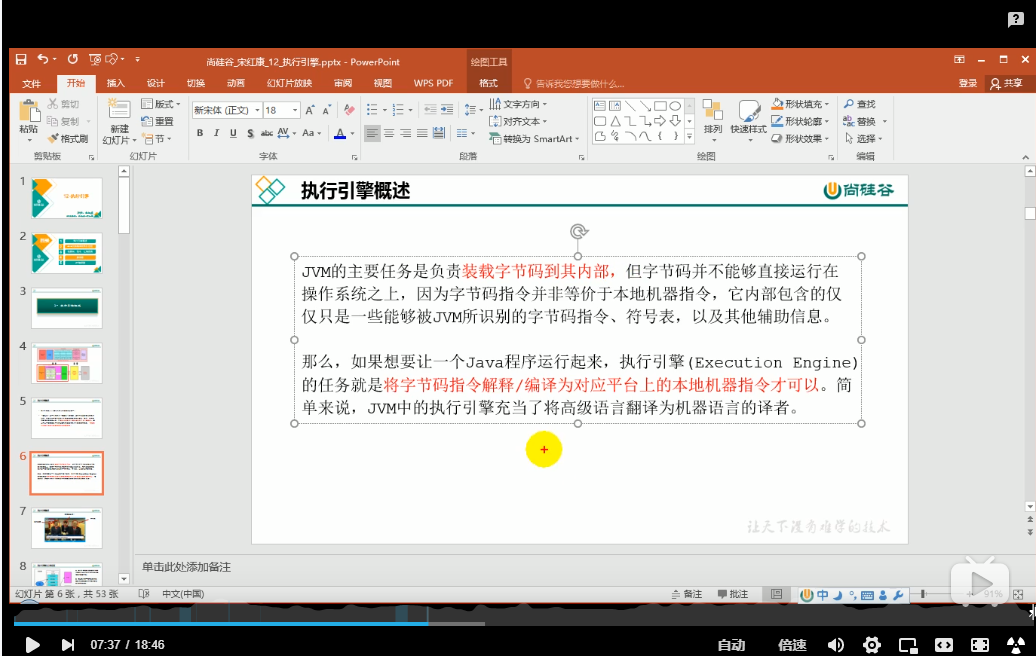 尚硅谷_宋红康_12_执行引擎.pptx - PowerPoint
绘图工具
文件
开始
插入
设计
切换
动画
幻灯片放映
审阅
视图
WPS PDF
格式
告诉我您想要做什么...
登录
共享
粘贴
剪切
复制
格式刷
剪贴板
新建
幻灯片
版式
重置
节
幻灯片
新宋体 (正文)
18
B I U S abc AV Aa A
字体
文字方向
对齐文本
转换为 SmartArt
段落
排列
快速样式
形状填充
形状轮廓
形状效果
绘图
查找
替换
选择
编辑
1
2
3
4
5
6
7
8
执行引擎概述
尚硅谷
JVM的主要任务是负责装载字节码到其内部，但字节码并不能够直接运行在
操作系统之上，因为字节码指令并非等价于本地机器指令，它内部包含的仅
仅只是一些能够被JVM所识别的字节码指令、符号表，以及其他辅助信息。
那么，如果想要让一个Java程序运行起来，执行引擎(Execution Engine)
的任务就是将字节码指令解释/编译为对应平台上的本地机器指令才可以。简
单来说，JVM中的执行引擎充当了将高级语言翻译为机器语言的译者。
让天下没有难学的技术
单击此处添加备注
幻灯片 第 6 张，共 53 张
中文(中国)
备注
批注
中
91%
07:37 / 18:46
自动
倍速